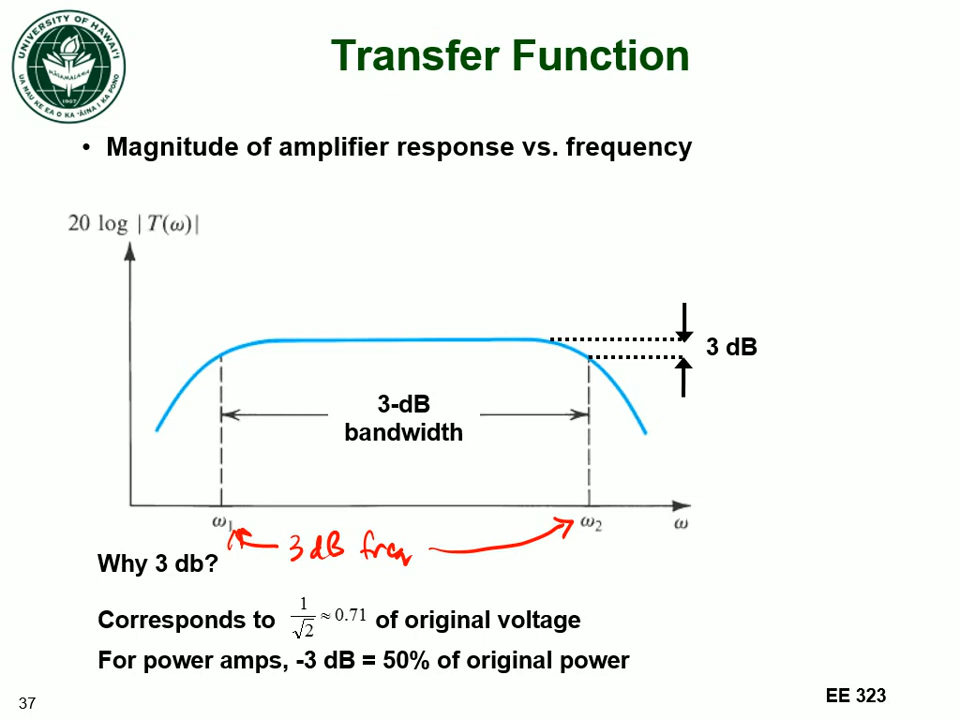 UNIVERSITY OF HAWAI'I
MĀLAMALAMA
1907
UA MAU KE EA O KA 'ĀINA I KA PONO
Transfer Function
• Magnitude of amplifier response vs. frequency
20 log |T(ω)|
3 dB
3-dB
bandwidth
ω₁ ω₂ ω
3 dB freq
Why 3 db?
Corresponds to 1/√2 ≈ 0.71 of original voltage
For power amps, -3 dB = 50% of original power
37
EE 323